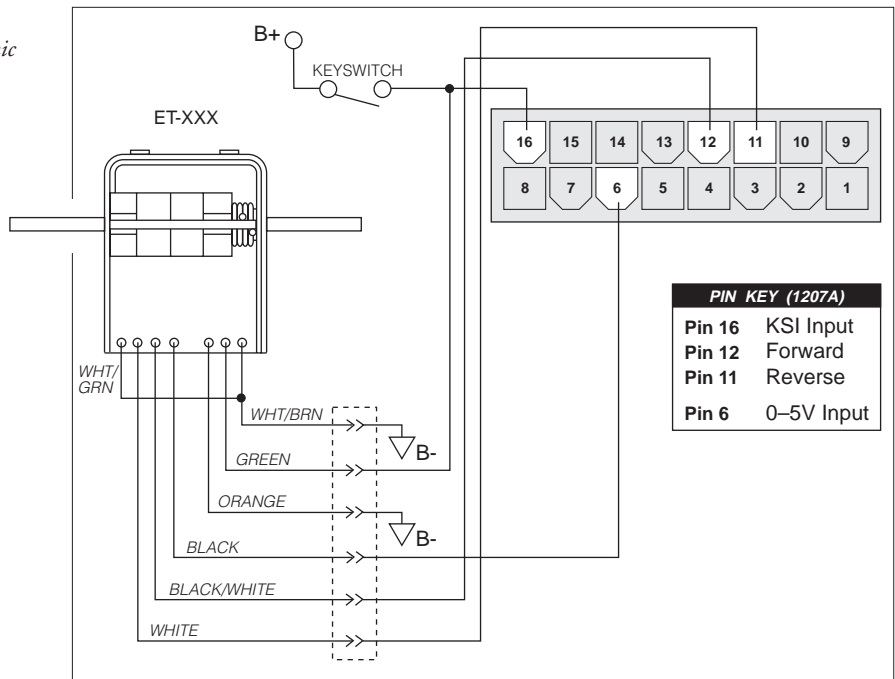 ic
B+
KEYSWITCH
ET-XXX
16 15 14 13 12 11 10 9
8 7 6 5 4 3 2 1
PIN KEY (1207A)
Pin 16 KSI Input
Pin 12 Forward
Pin 11 Reverse
Pin 6 0–5V Input
WHT/
GRN
WHT/BRN
B-
GREEN
ORANGE
B-
BLACK
BLACK/WHITE
WHITE